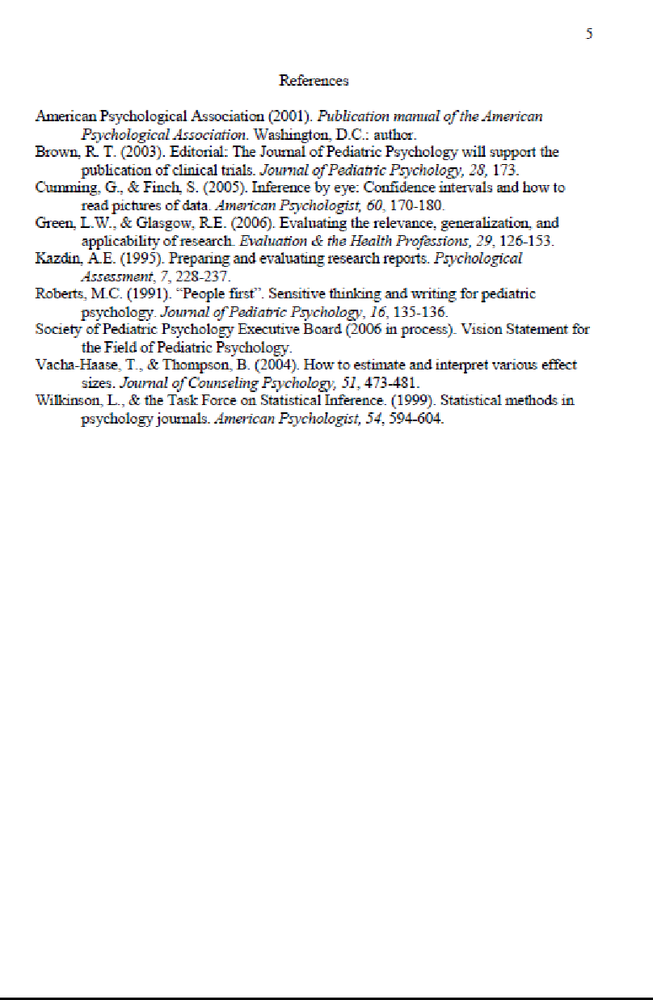 5
References
American Psychological Association (2001). Publication manual of the American
Psychological Association. Washington, D.C.: author.
Brown, R. T. (2003). Editorial: The Journal of Pediatric Psychology will support the
publication of clinical trials. Journal of Pediatric Psychology, 28, 173.
Cumming, G., & Finch, S. (2005). Inference by eye: Confidence intervals and how to
read pictures of data. American Psychologist, 60, 170-180.
Green, L.W., & Glasgow, R.E. (2006). Evaluating the relevance, generalization, and
applicability of research. Evaluation & the Health Professions, 29, 126-153.
Kazdin, A.E. (1995). Preparing and evaluating research reports. Psychological
Assessment, 7, 228-237.
Roberts, M.C. (1991). “People first”. Sensitive thinking and writing for pediatric
psychology. Journal of Pediatric Psychology, 16, 135-136.
Society of Pediatric Psychology Executive Board (2006 in process). Vision Statement for
the Field of Pediatric Psychology.
Vacha-Haase, T., & Thompson, B. (2004). How to estimate and interpret various effect
sizes. Journal of Counseling Psychology, 51, 473-481.
Wilkinson, L., & the Task Force on Statistical Inference. (1999). Statistical methods in
psychology journals. American Psychologist, 54, 594-604.